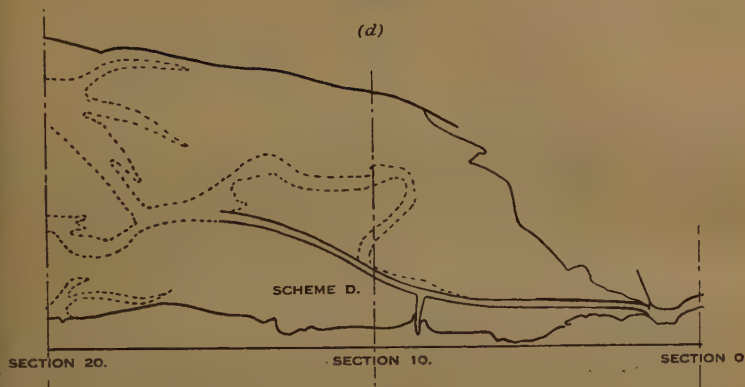 (d)
SCHEME D.
SECTION 20.
SECTION 10.
SECTION 0